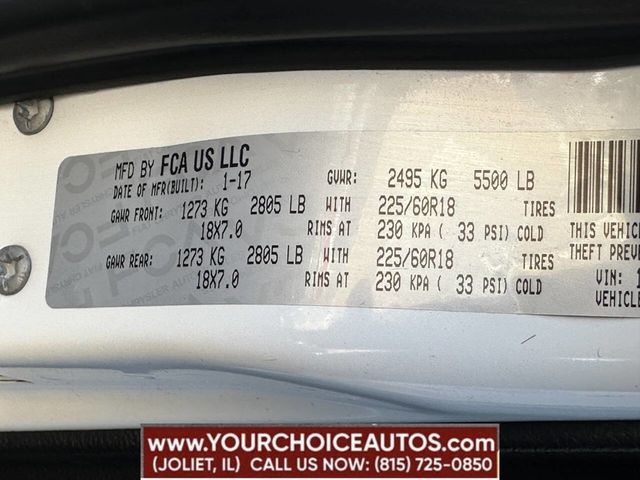 MFD BY FCA US LLC
DATE OF MFR(BUILT): 1-17 GVWR: 2495 KG 5500 LB
GAWR FRONT: 1273 KG 2805 LB WITH 225/60R18 TIRES
18X7.0 RIMS AT 230 KPA ( 33 PSI) COLD
GAWR REAR: 1273 KG 2805 LB WITH 225/60R18 TIRES
18X7.0 RIMS AT 230 KPA ( 33 PSI) COLD
THIS VEHICLE
THEFT PREVE
VIN: 1
VEHICLE
WWW.YOURCHOICEAUTOS.COM
(JOLIET, IL) CALL US NOW: (815) 725-0850